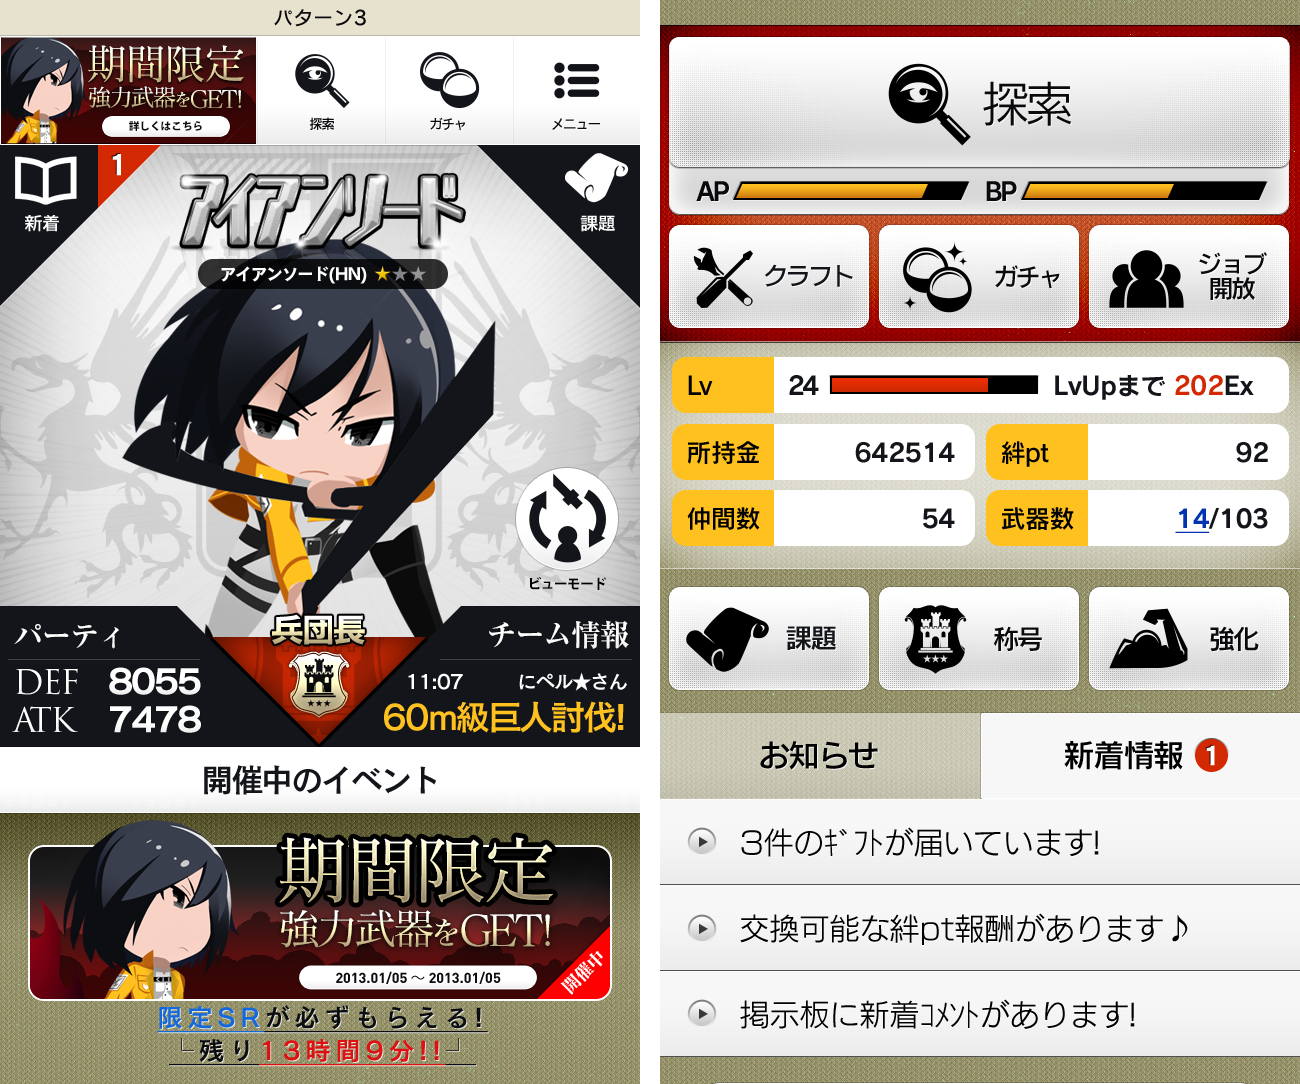 パターン3
期間限定
強力武器をGET!
詳しくはこちら
探索
ガチャ
メニュー
新着
1
課題
アイアンソード
アイアンソード(HN) ★★★
ビューモード
兵団長
パーティ
DEF 8055
ATK 7478
チーム情報
11:07 にペル★さん
60m級巨人討伐!
開催中のイベント
期間限定
強力武器をGET!
2013.01/05 ～ 2013.01/05
開催中
限定SRが必ずもらえる!
└残り13時間9分!!┘
探索
AP
BP
クラフト
ガチャ
ジョブ
開放
Lv 24 LvUpまで 202Ex
所持金 642514
絆pt 92
仲間数 54
武器数 14/103
課題
称号
強化
お知らせ
新着情報 1
3件のｷﾞﾌﾄが届いています!
交換可能な絆pt報酬があります♪
掲示板に新着ｺﾒﾝﾄがあります!